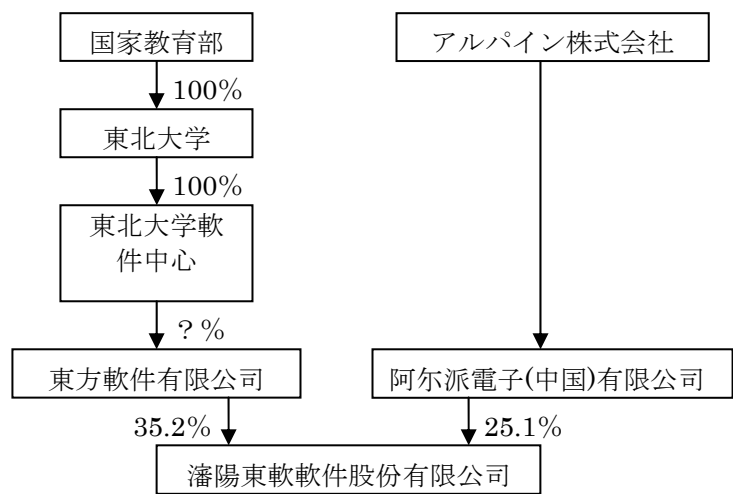 国家教育部
アルパイン株式会社
100%
東北大学
100%
東北大学軟
件中心
？%
東方軟件有限公司
阿尓派電子(中国)有限公司
35.2%
25.1%
瀋陽東軟軟件股份有限公司